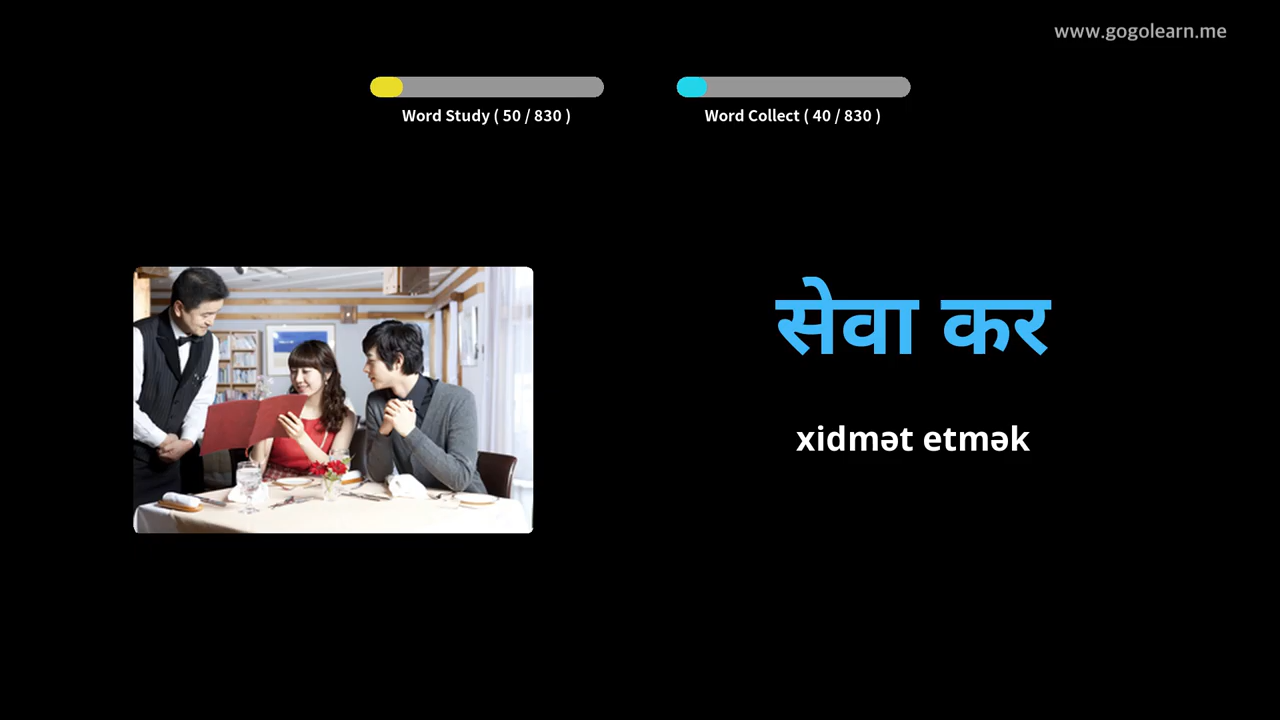 www.gogolearn.me
Word Study ( 50 / 830 )
Word Collect ( 40 / 830 )
सेवा कर
xidmət etmək